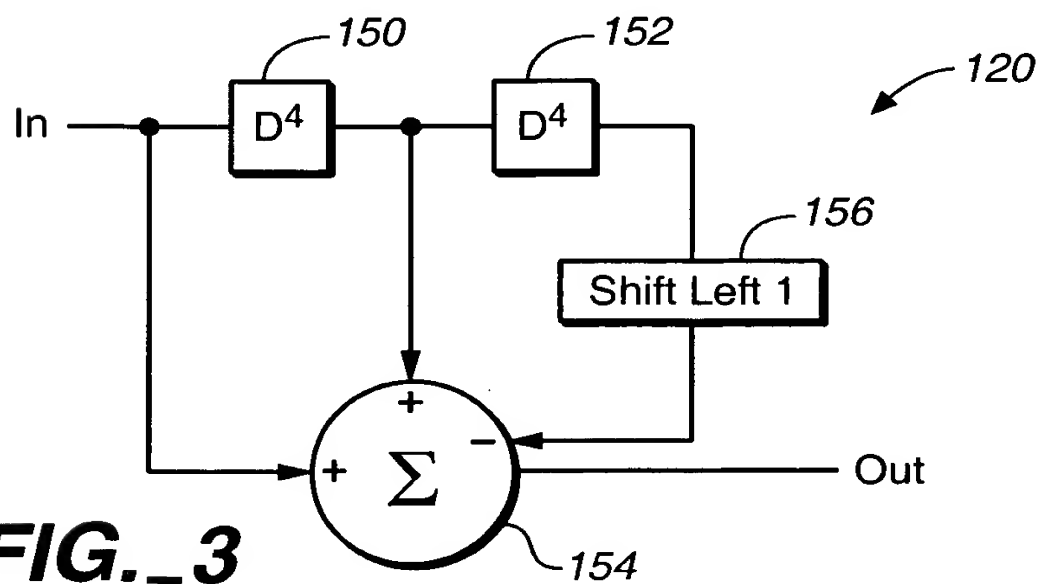 150
152
120
In
D⁴
D⁴
156
Shift Left 1
+
−
+
Σ
Out
FIG._3
154